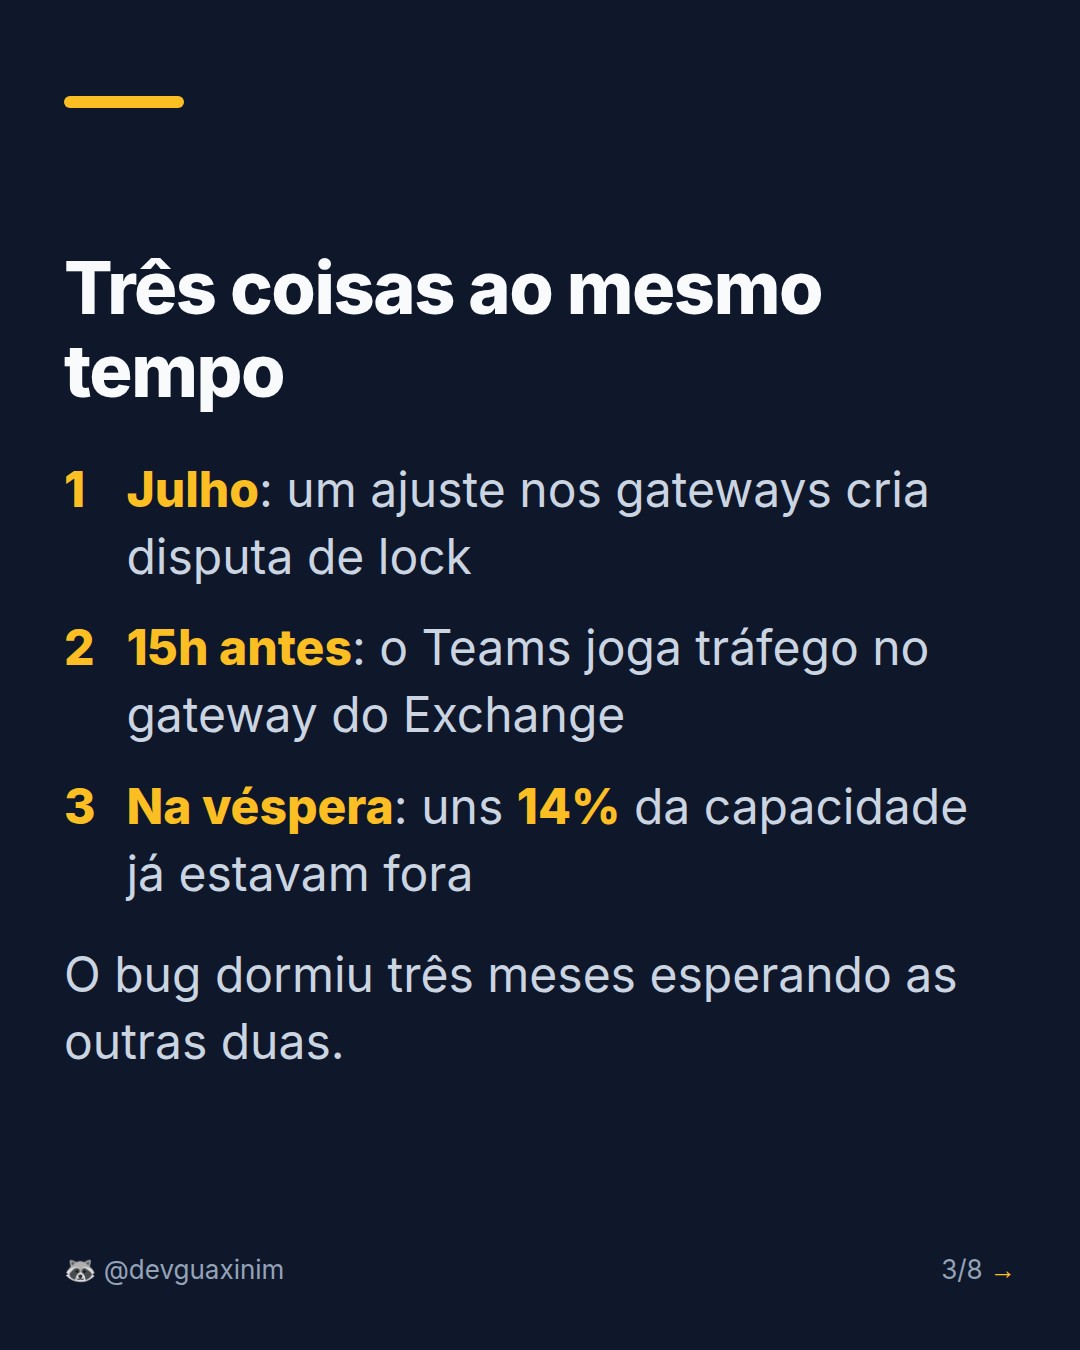 Três coisas ao mesmo
tempo
1 Julho: um ajuste nos gateways cria
disputa de lock
2 15h antes: o Teams joga tráfego no
gateway do Exchange
3 Na véspera: uns 14% da capacidade
já estavam fora
O bug dormiu três meses esperando as
outras duas.
🦝 @devguaxinim
3/8 →